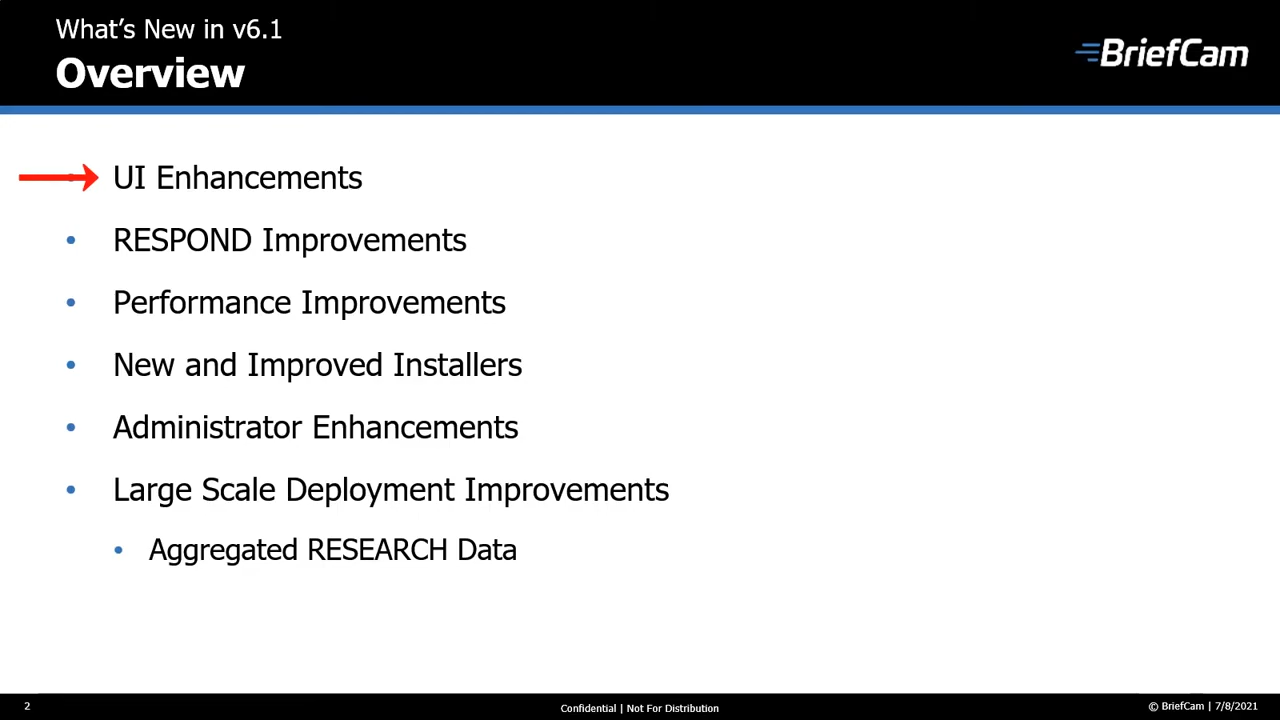 What's New in v6.1
Overview
BriefCam
UI Enhancements
• RESPOND Improvements
• Performance Improvements
• New and Improved Installers
• Administrator Enhancements
• Large Scale Deployment Improvements
• Aggregated RESEARCH Data
2
Confidential | Not For Distribution
© BriefCam | 7/8/2021